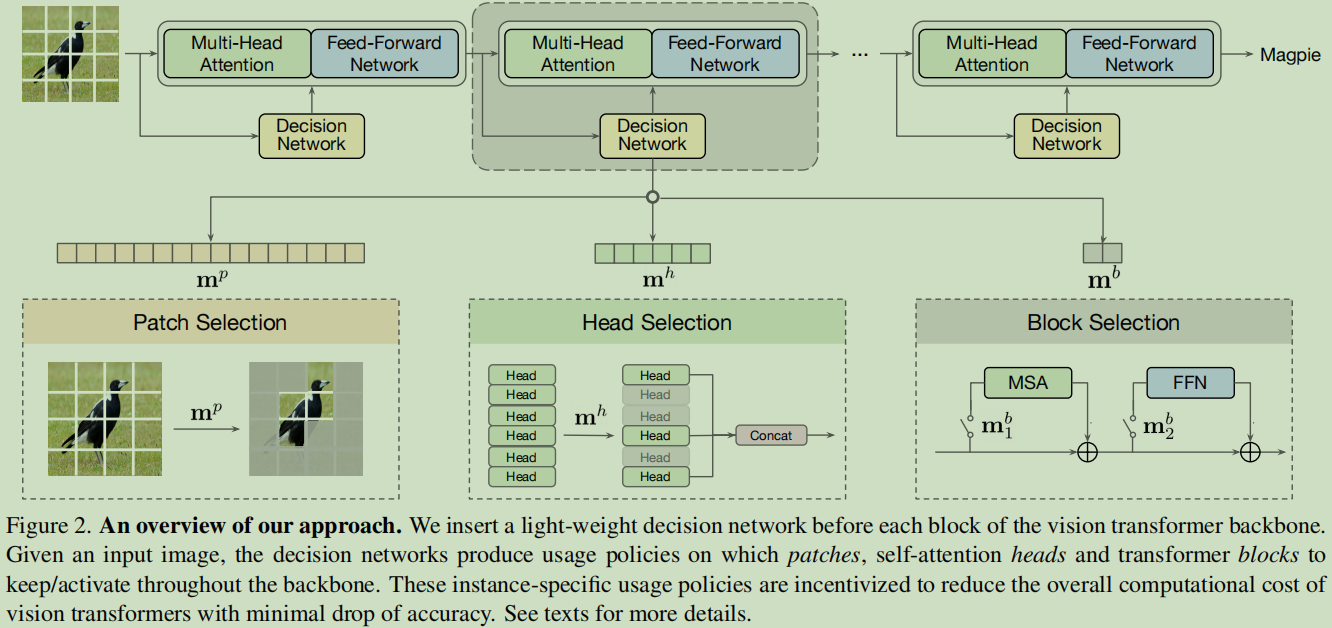 Multi-Head Attention
Feed-Forward Network
Multi-Head Attention
Feed-Forward Network
...
Multi-Head Attention
Feed-Forward Network
Magpie
Decision Network
Decision Network
Decision Network
m^p
m^h
m^b
Patch Selection
Head Selection
Block Selection
m^p
Head
Head
Head
Head
Head
Head
m^h
Head
Head
Head
Head
Head
Head
Concat
MSA
FFN
m^b_1
m^b_2
Figure 2. An overview of our approach. We insert a light-weight decision network before each block of the vision transformer backbone.
Given an input image, the decision networks produce usage policies on which patches, self-attention heads and transformer blocks to
keep/activate throughout the backbone. These instance-specific usage policies are incentivized to reduce the overall computational cost of
vision transformers with minimal drop of accuracy. See texts for more details.